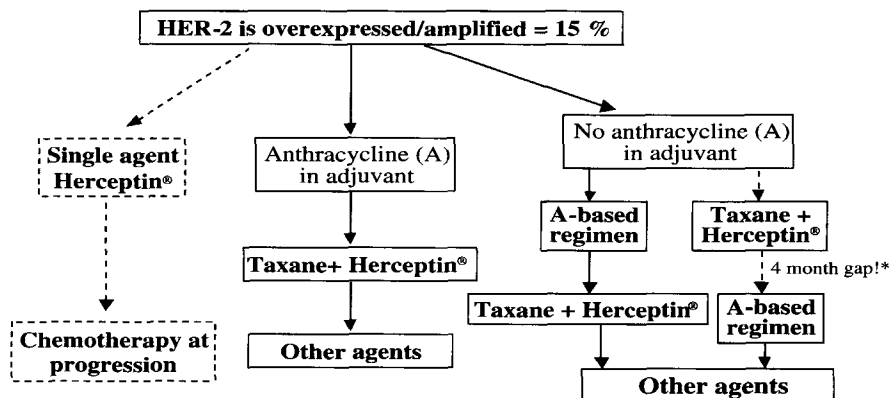 HER-2 is overexpressed/amplified = 15 %
Single agent
Herceptin®
Anthracycline (A)
in adjuvant
No anthracycline (A)
in adjuvant
A-based
regimen
Taxane +
Herceptin®
Taxane+ Herceptin®
4 month gap!*
Taxane + Herceptin®
A-based
regimen
Chemotherapy at
progression
Other agents
Other agents